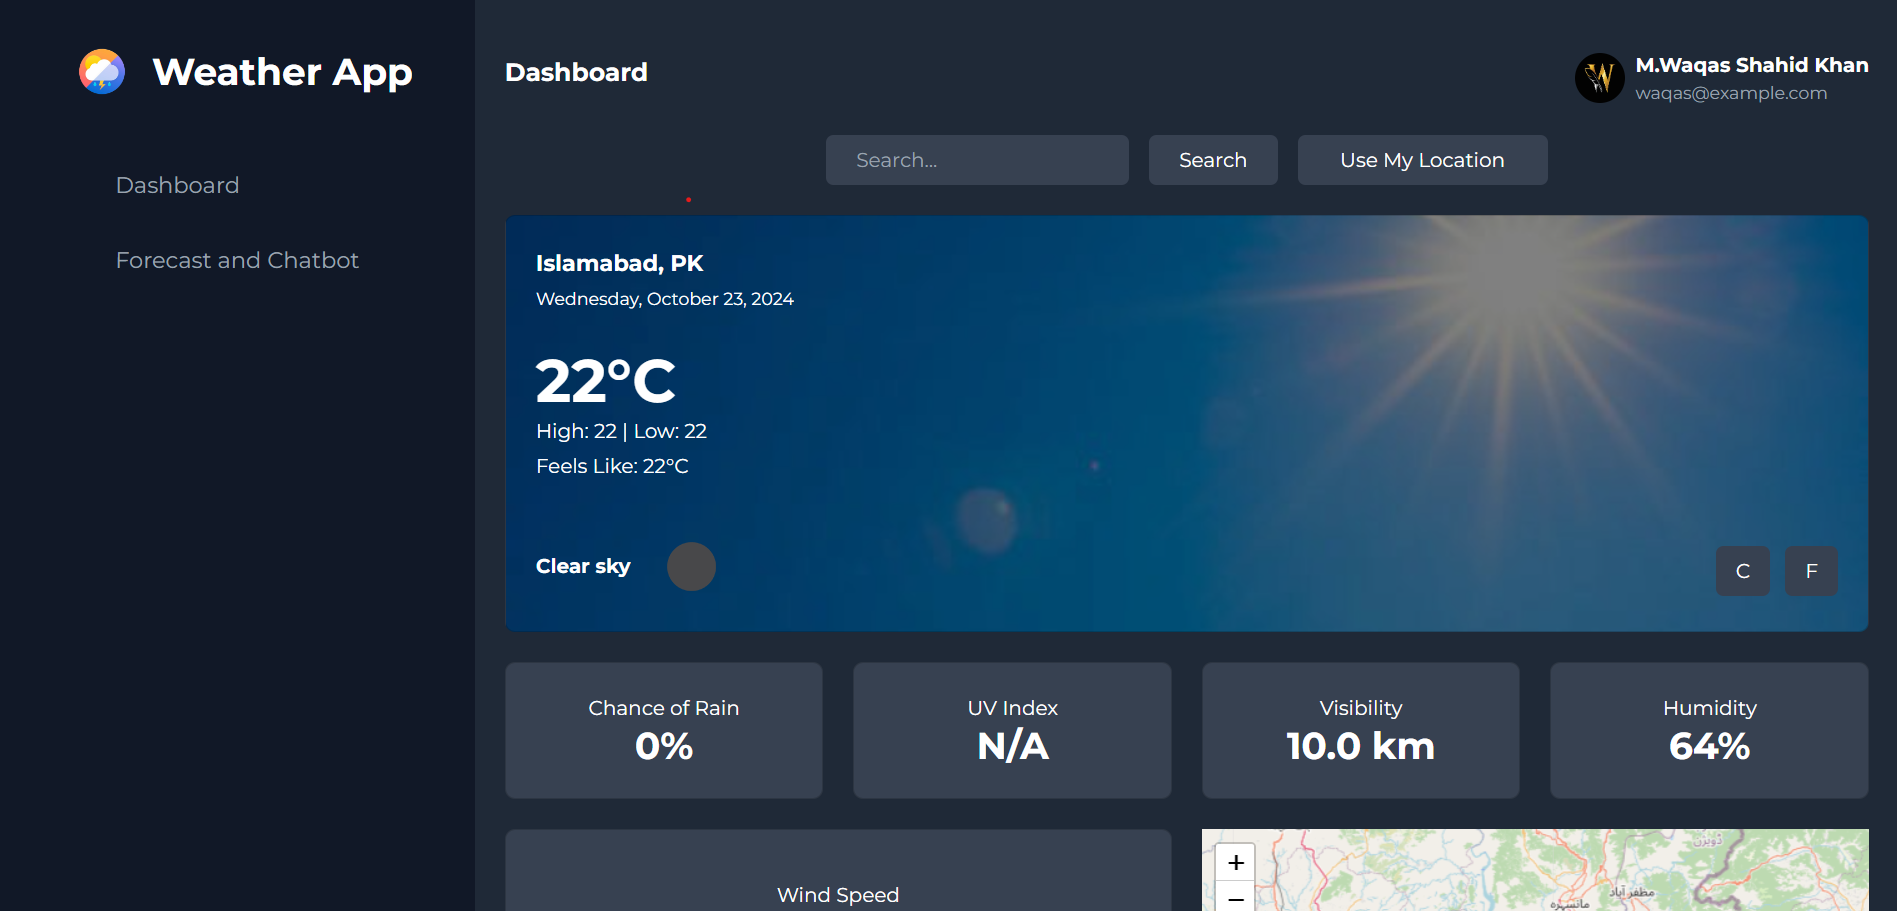 Weather App
Dashboard
Forecast and Chatbot
Dashboard
M.Waqas Shahid Khan
waqas@example.com
Search...
Search
Use My Location
Islamabad, PK
Wednesday, October 23, 2024
22°C
High: 22 | Low: 22
Feels Like: 22°C
Clear sky
C
F
Chance of Rain
0%
UV Index
N/A
Visibility
10.0 km
Humidity
64%
Wind Speed
+
−
مظفر آباد
مانسہرہ